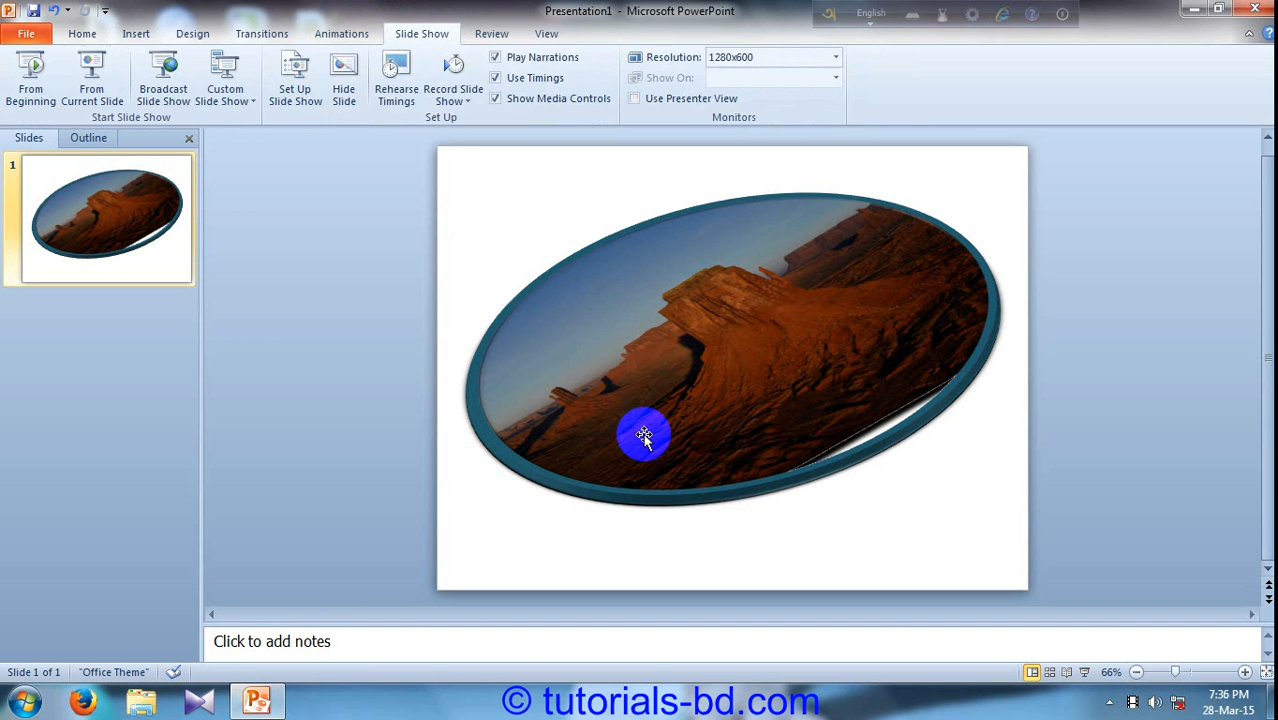 Presentation1 - Microsoft PowerPoint
English
File Home Insert Design Transitions Animations Slide Show Review View
From Beginning
From Current Slide
Broadcast Slide Show
Custom Slide Show
Set Up Slide Show
Hide Slide
Rehearse Timings
Record Slide Show
Play Narrations
Use Timings
Show Media Controls
Resolution: 1280x600
Show On:
Use Presenter View
Start Slide Show
Set Up
Monitors
Slides Outline
1
Click to add notes
Slide 1 of 1 "Office Theme" 66%
© tutorials-bd.com
7:36 PM
28-Mar-15